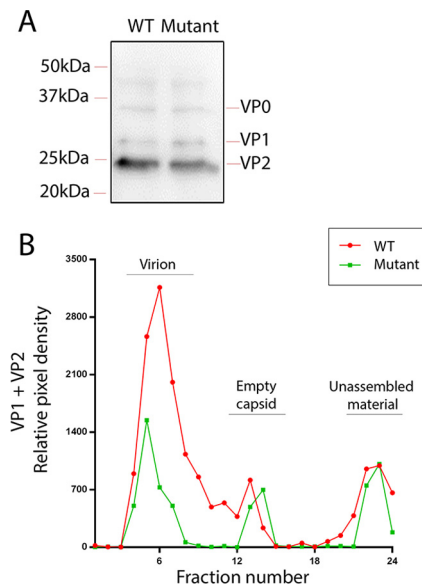 A
WT Mutant
50kDa
37kDa
VP0
VP1
25kDa
VP2
20kDa
B
WT
Mutant
3500
2800
2100
1400
700
0
VP1 + VP2
Relative pixel density
Virion
Empty
capsid
Unassembled
material
6
12
18
24
Fraction number